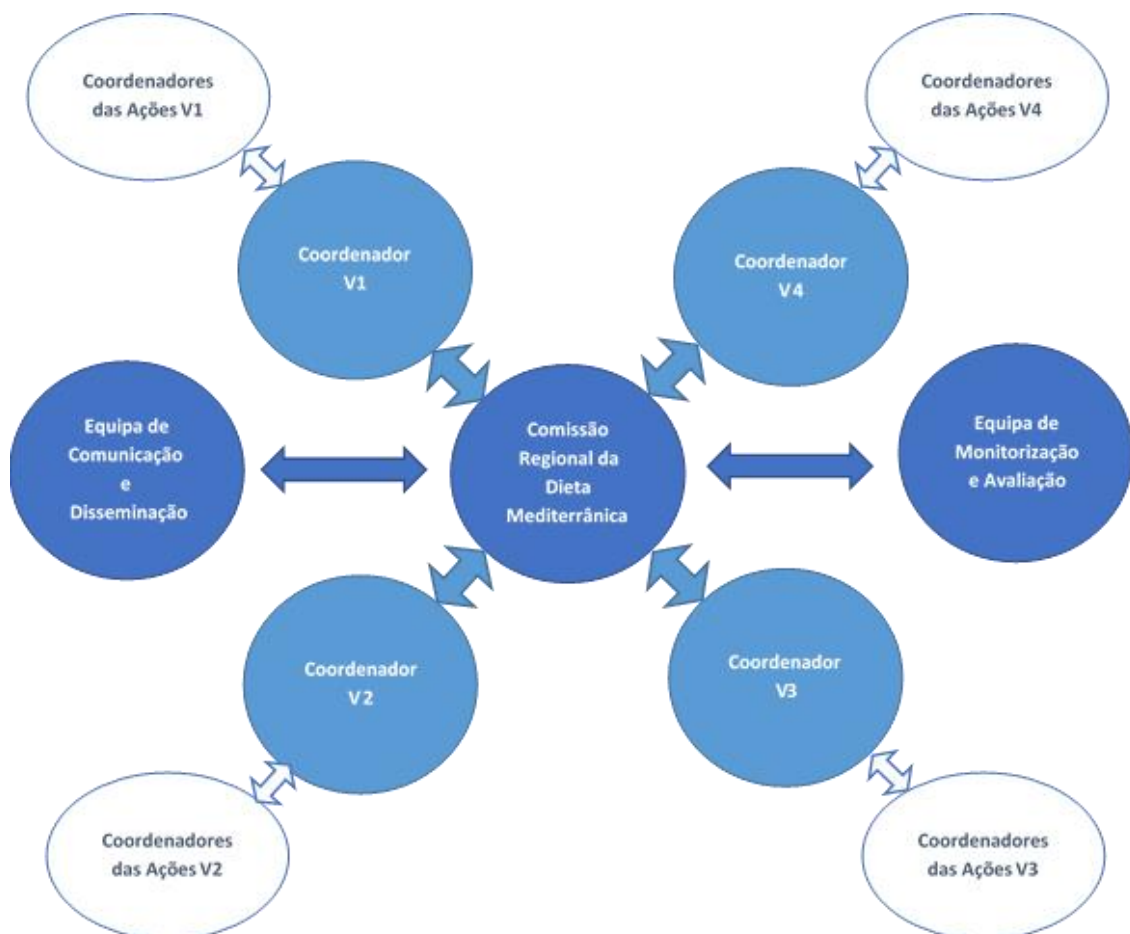 Coordenadores
das Ações V1
Coordenadores
das Ações V4
Coordenador
V1
Coordenador
V4
Equipa de
Comunicação
e
Disseminação
Comissão
Regional da
Dieta
Mediterrânica
Equipa de
Monitorização
e Avaliação
Coordenador
V2
Coordenador
V3
Coordenadores
das Ações V2
Coordenadores
das Ações V3